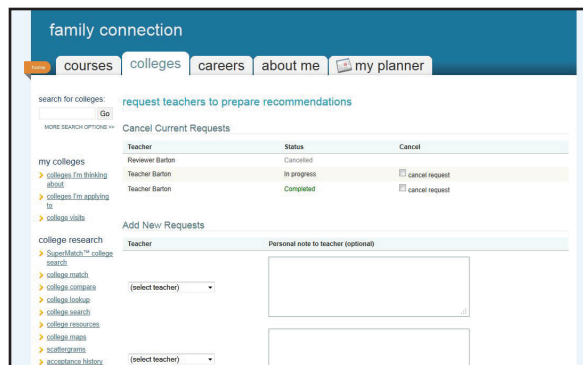 family connection
home
courses
colleges
careers
about me
my planner
search for colleges:
Go
MORE SEARCH OPTIONS >>
my colleges
colleges I'm thinking
about
colleges I'm applying
to
college visits
college research
SuperMatch™ college
search
college match
college compare
college lookup
college search
college resources
college maps
scattergrams
acceptance history
request teachers to prepare recommendations
Cancel Current Requests
Teacher Status Cancel
Reviewer Barton Cancelled
Teacher Barton In progress cancel request
Teacher Barton Completed cancel request
Add New Requests
Teacher Personal note to teacher (optional)
(select teacher)
(select teacher)